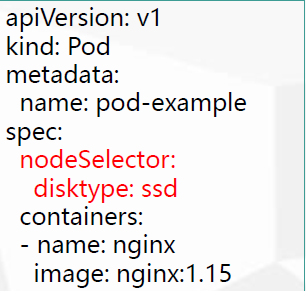 apiVersion: v1
kind: Pod
metadata:
  name: pod-example
spec:
  nodeSelector:
    disktype: ssd
  containers:
  - name: nginx
    image: nginx:1.15